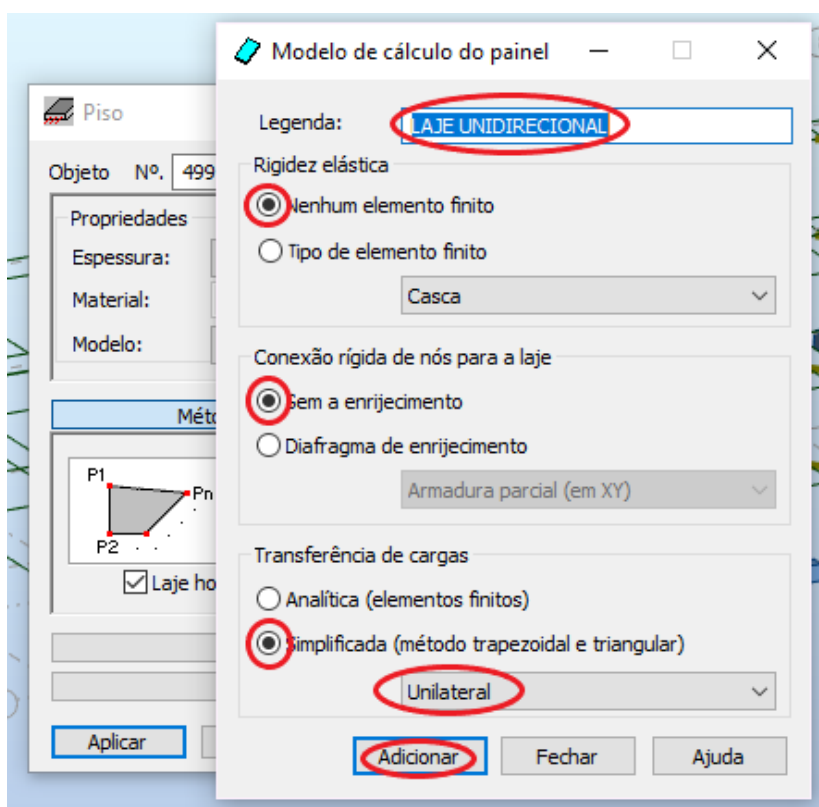 Modelo de cálculo do painel
Legenda: LAJE UNIDIRECIONAL
Rigidez elástica
Nenhum elemento finito
Tipo de elemento finito
Casca
Conexão rígida de nós para a laje
Sem a enrijecimento
Diafragma de enrijecimento
Armadura parcial (em XY)
Transferência de cargas
Analítica (elementos finitos)
Simplificada (método trapezoidal e triangular)
Unilateral
Adicionar Fechar Ajuda
Piso
Objeto Nº. 499
Propriedades
Espessura:
Material:
Modelo:
Méto
P1
Pn
P2 . . .
Laje ho
Aplicar